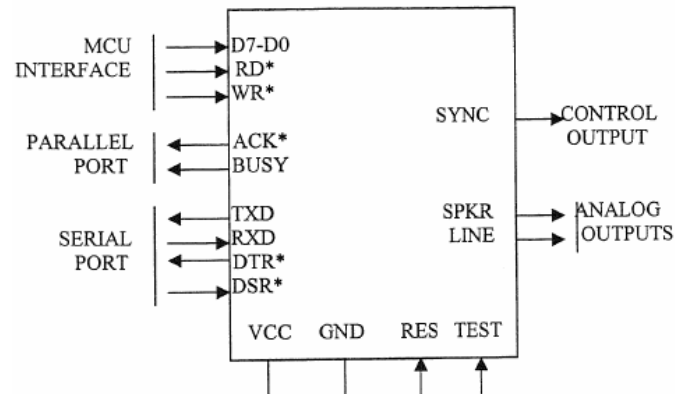 MCU
INTERFACE
D7-D0
RD*
WR*
PARALLEL
PORT
ACK*
BUSY
SERIAL
PORT
TXD
RXD
DTR*
DSR*
SYNC
CONTROL
OUTPUT
SPKR
LINE
ANALOG
OUTPUTS
VCC GND RES TEST